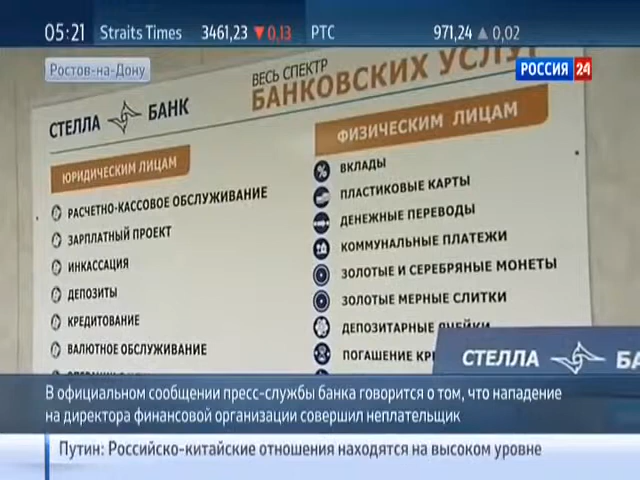 05:21 Straits Times 3461,23 ▼0,13 РТС 971,24 ▲0,02
Ростов-на-Дону
РОССИЯ 24
СТЕЛЛА БАНК
ВЕСЬ СПЕКТР
БАНКОВСКИХ УСЛУГ
ЮРИДИЧЕСКИМ ЛИЦАМ
РАСЧЕТНО-КАССОВОЕ ОБСЛУЖИВАНИЕ
ЗАРПЛАТНЫЙ ПРОЕКТ
ИНКАССАЦИЯ
ДЕПОЗИТЫ
КРЕДИТОВАНИЕ
ВАЛЮТНОЕ ОБСЛУЖИВАНИЕ
ФИЗИЧЕСКИМ ЛИЦАМ
ВКЛАДЫ
ПЛАСТИКОВЫЕ КАРТЫ
ДЕНЕЖНЫЕ ПЕРЕВОДЫ
КОММУНАЛЬНЫЕ ПЛАТЕЖИ
ЗОЛОТЫЕ И СЕРЕБРЯНЫЕ МОНЕТЫ
ЗОЛОТЫЕ МЕРНЫЕ СЛИТКИ
ДЕПОЗИТАРНЫЕ ЯЧЕЙКИ
ПОГАШЕНИЕ
СТЕЛЛА
В официальном сообщении пресс-службы банка говорится о том, что нападение
на директора финансовой организации совершил неплательщик
Путин: Российско-китайские отношения находятся на высоком уровне